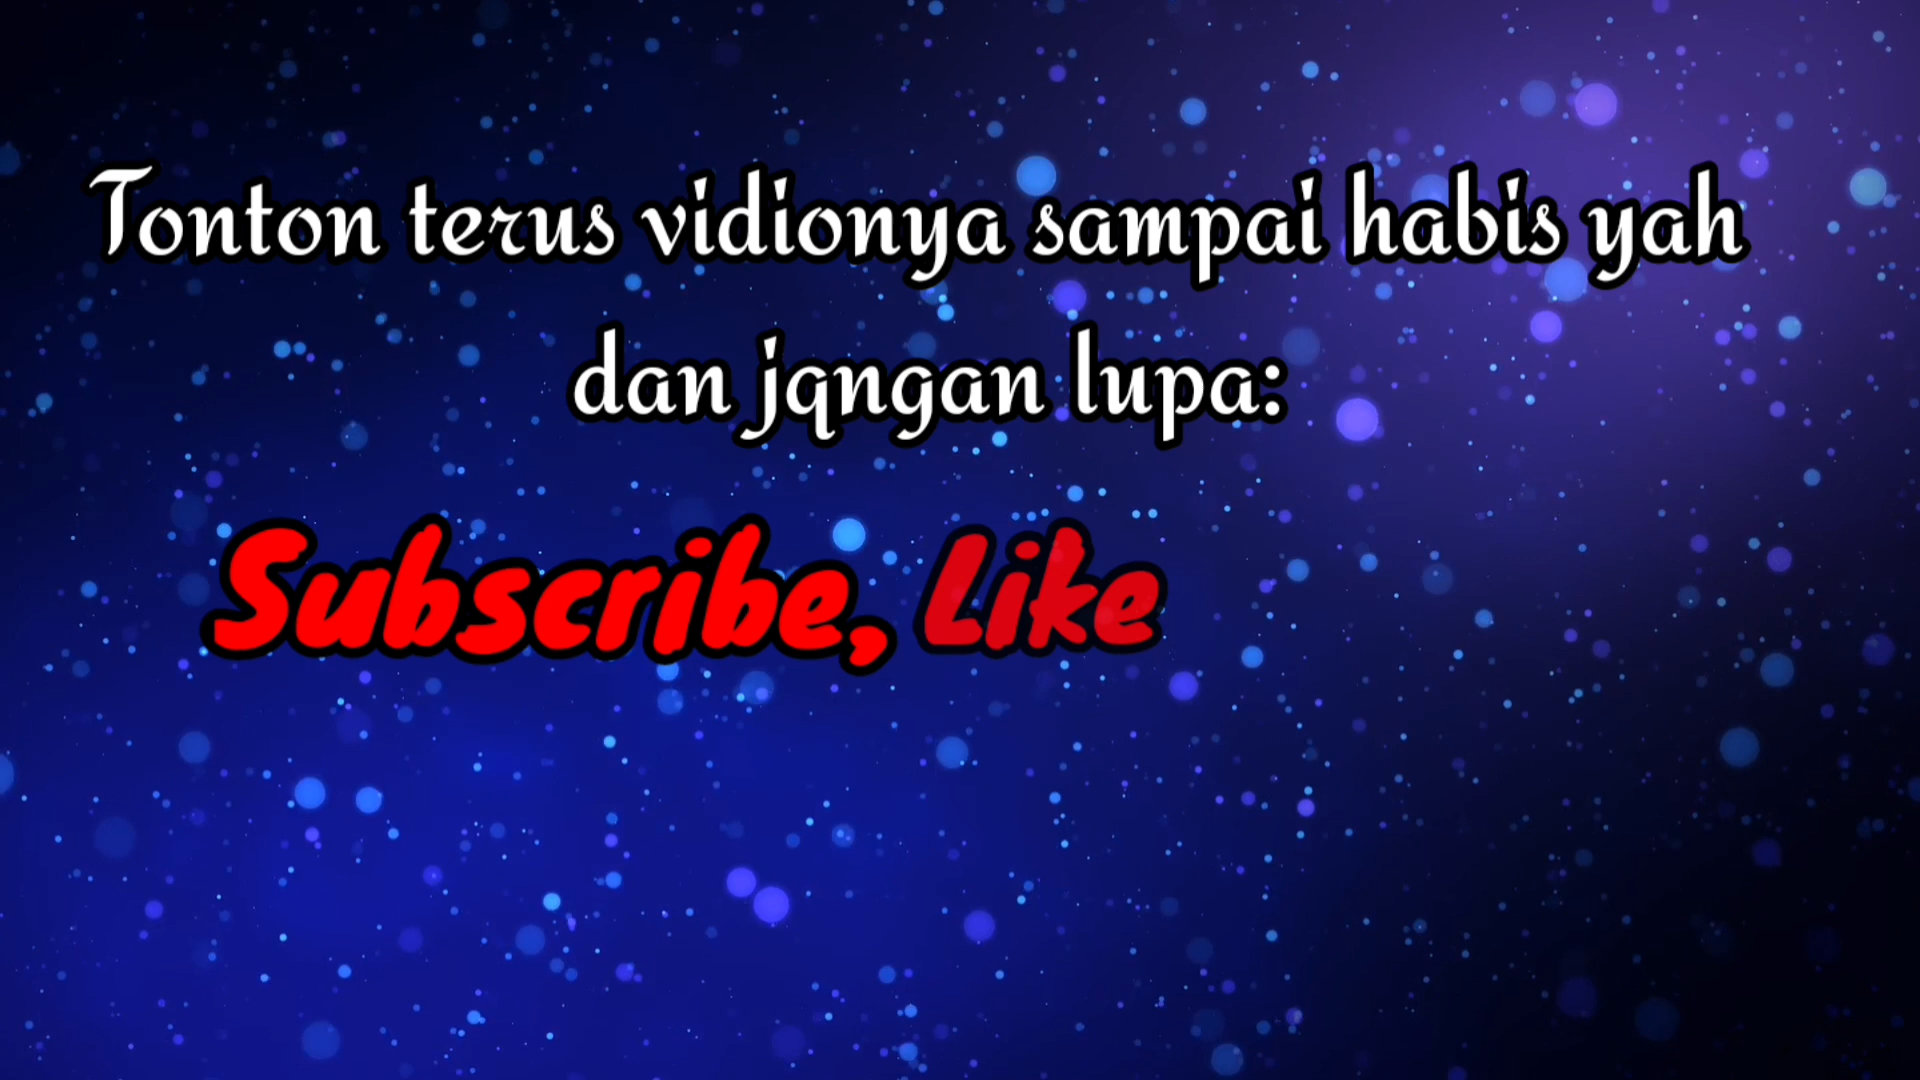 Tonton terus vidionya sampai habis yah
dan jqngan lupa:
Subscribe, Like